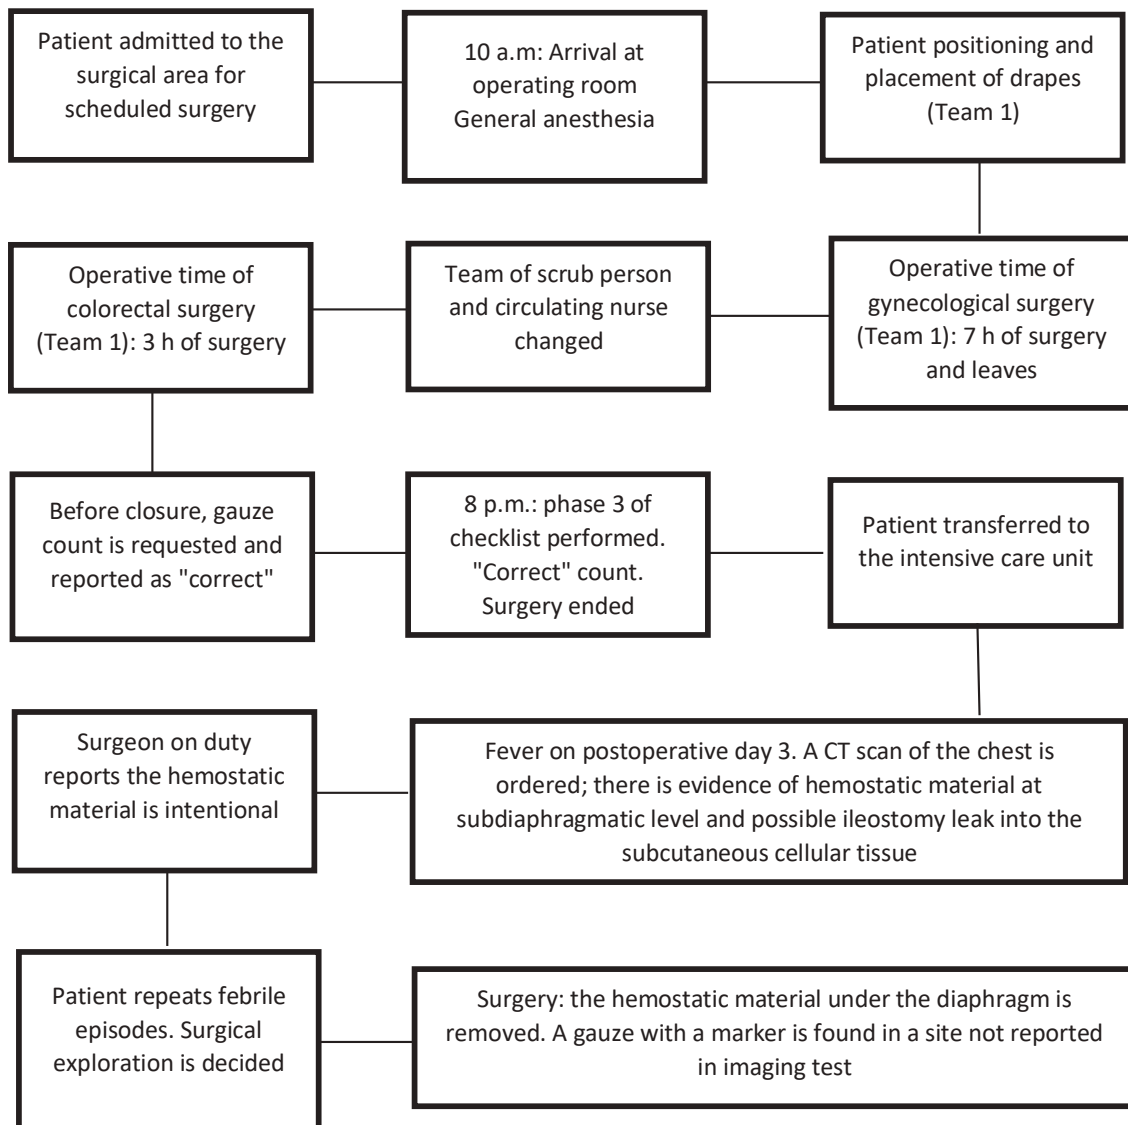 Patient admitted to the
surgical area for
scheduled surgery
10 a.m: Arrival at
operating room
General anesthesia
Patient positioning and
placement of drapes
(Team 1)
Operative time of
gynecological surgery
(Team 1): 7 h of surgery
and leaves
Team of scrub person
and circulating nurse
changed
Operative time of
colorectal surgery
(Team 1): 3 h of surgery
Before closure, gauze
count is requested and
reported as "correct"
8 p.m.: phase 3 of
checklist performed.
"Correct" count.
Surgery ended
Patient transferred to
the intensive care unit
Fever on postoperative day 3. A CT scan of the chest is
ordered; there is evidence of hemostatic material at
subdiaphragmatic level and possible ileostomy leak into the
subcutaneous cellular tissue
Surgeon on duty
reports the hemostatic
material is intentional
Patient repeats febrile
episodes. Surgical
exploration is decided
Surgery: the hemostatic material under the diaphragm is
removed. A gauze with a marker is found in a site not reported
in imaging test